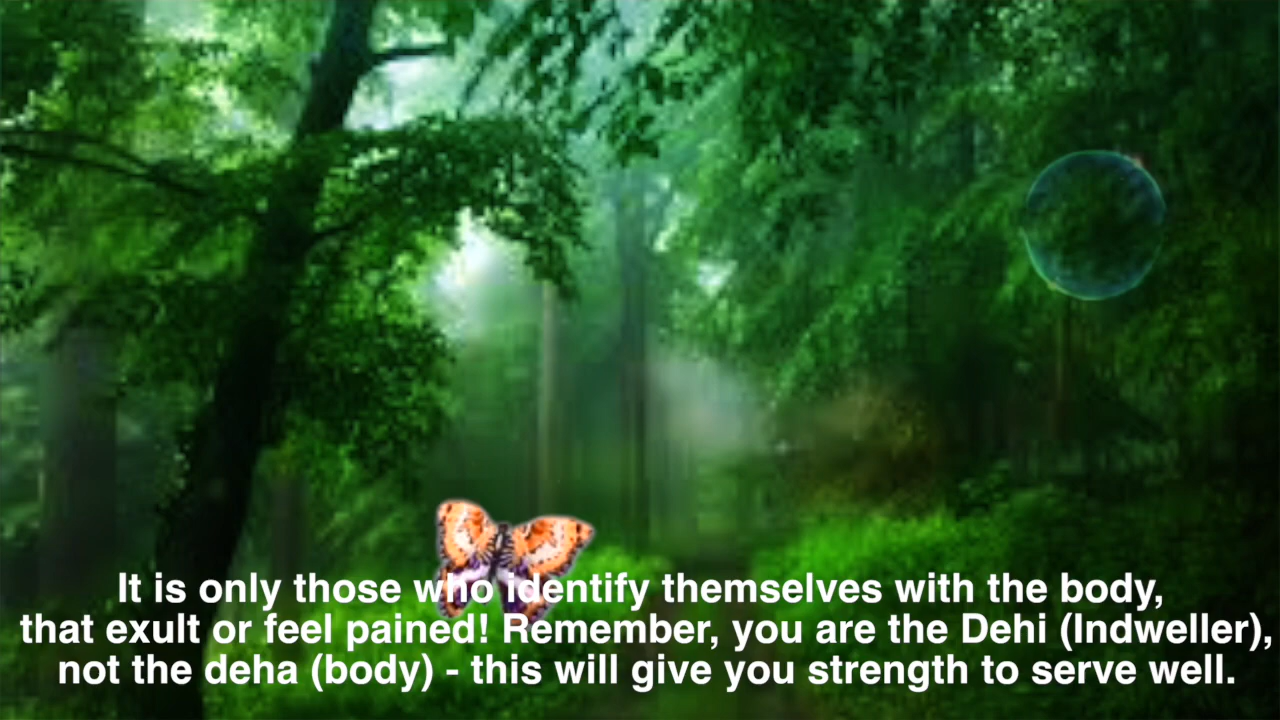 It is only those who identify themselves with the body,
that exult or feel pained! Remember, you are the Dehi (Indweller),
not the deha (body) - this will give you strength to serve well.